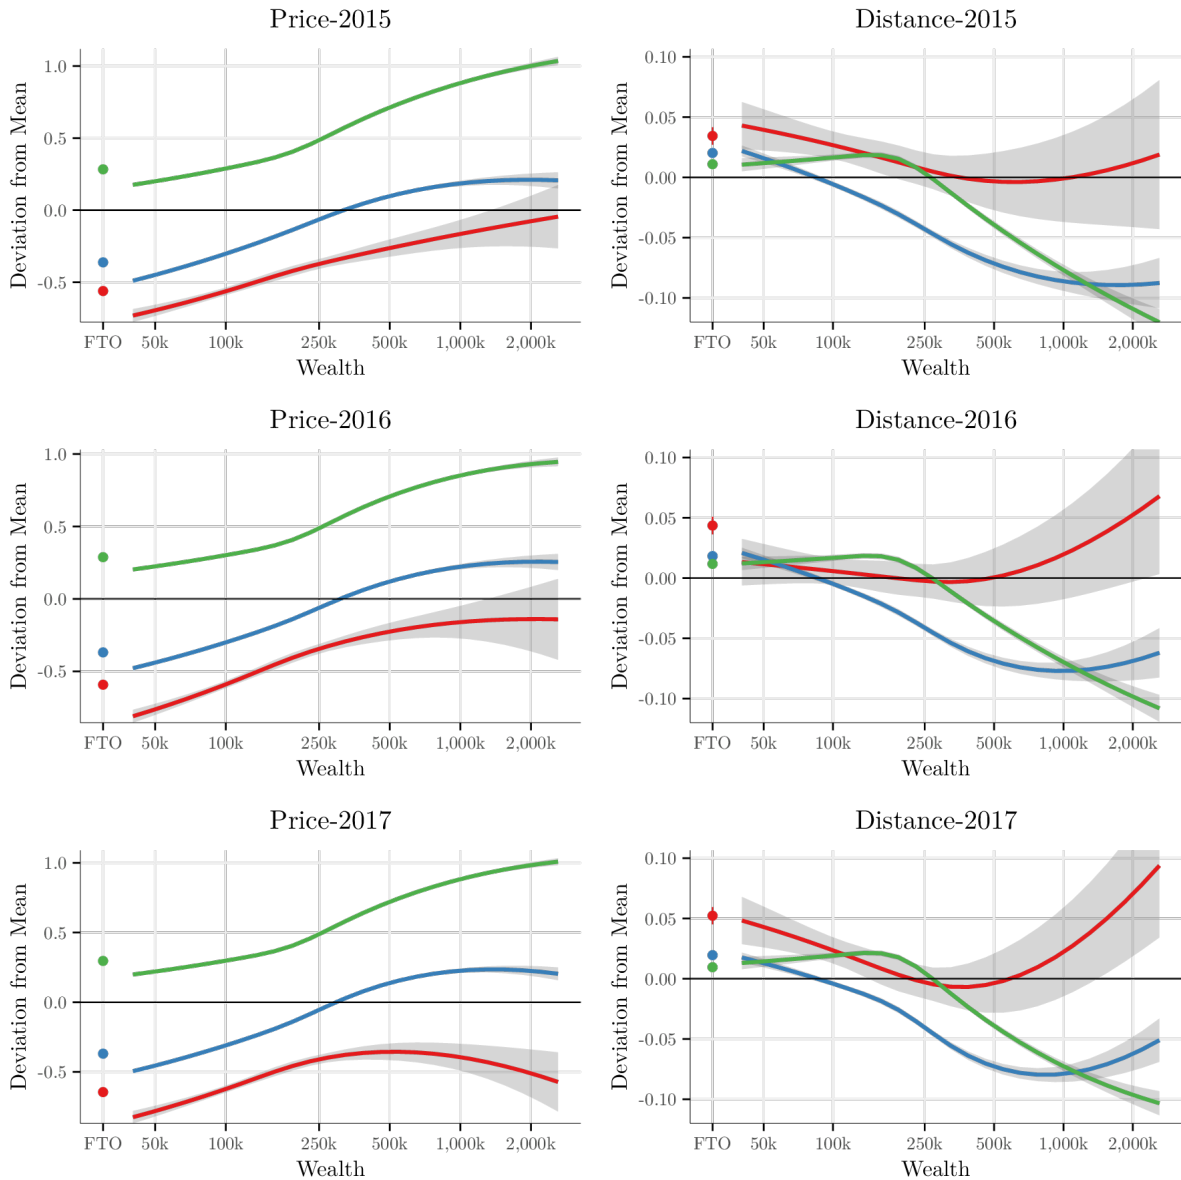 Price-2015
Deviation from Mean
1.0
0.5
0.0
-0.5
FTO 50k 100k 250k 500k 1,000k 2,000k
Wealth
Distance-2015
Deviation from Mean
0.10
0.05
0.00
-0.05
-0.10
FTO 50k 100k 250k 500k 1,000k 2,000k
Wealth
Price-2016
Deviation from Mean
1.0
0.5
0.0
-0.5
FTO 50k 100k 250k 500k 1,000k 2,000k
Wealth
Distance-2016
Deviation from Mean
0.10
0.05
0.00
-0.05
-0.10
FTO 50k 100k 250k 500k 1,000k 2,000k
Wealth
Price-2017
Deviation from Mean
1.0
0.5
0.0
-0.5
FTO 50k 100k 250k 500k 1,000k 2,000k
Wealth
Distance-2017
Deviation from Mean
0.10
0.05
0.00
-0.05
-0.10
FTO 50k 100k 250k 500k 1,000k 2,000k
Wealth